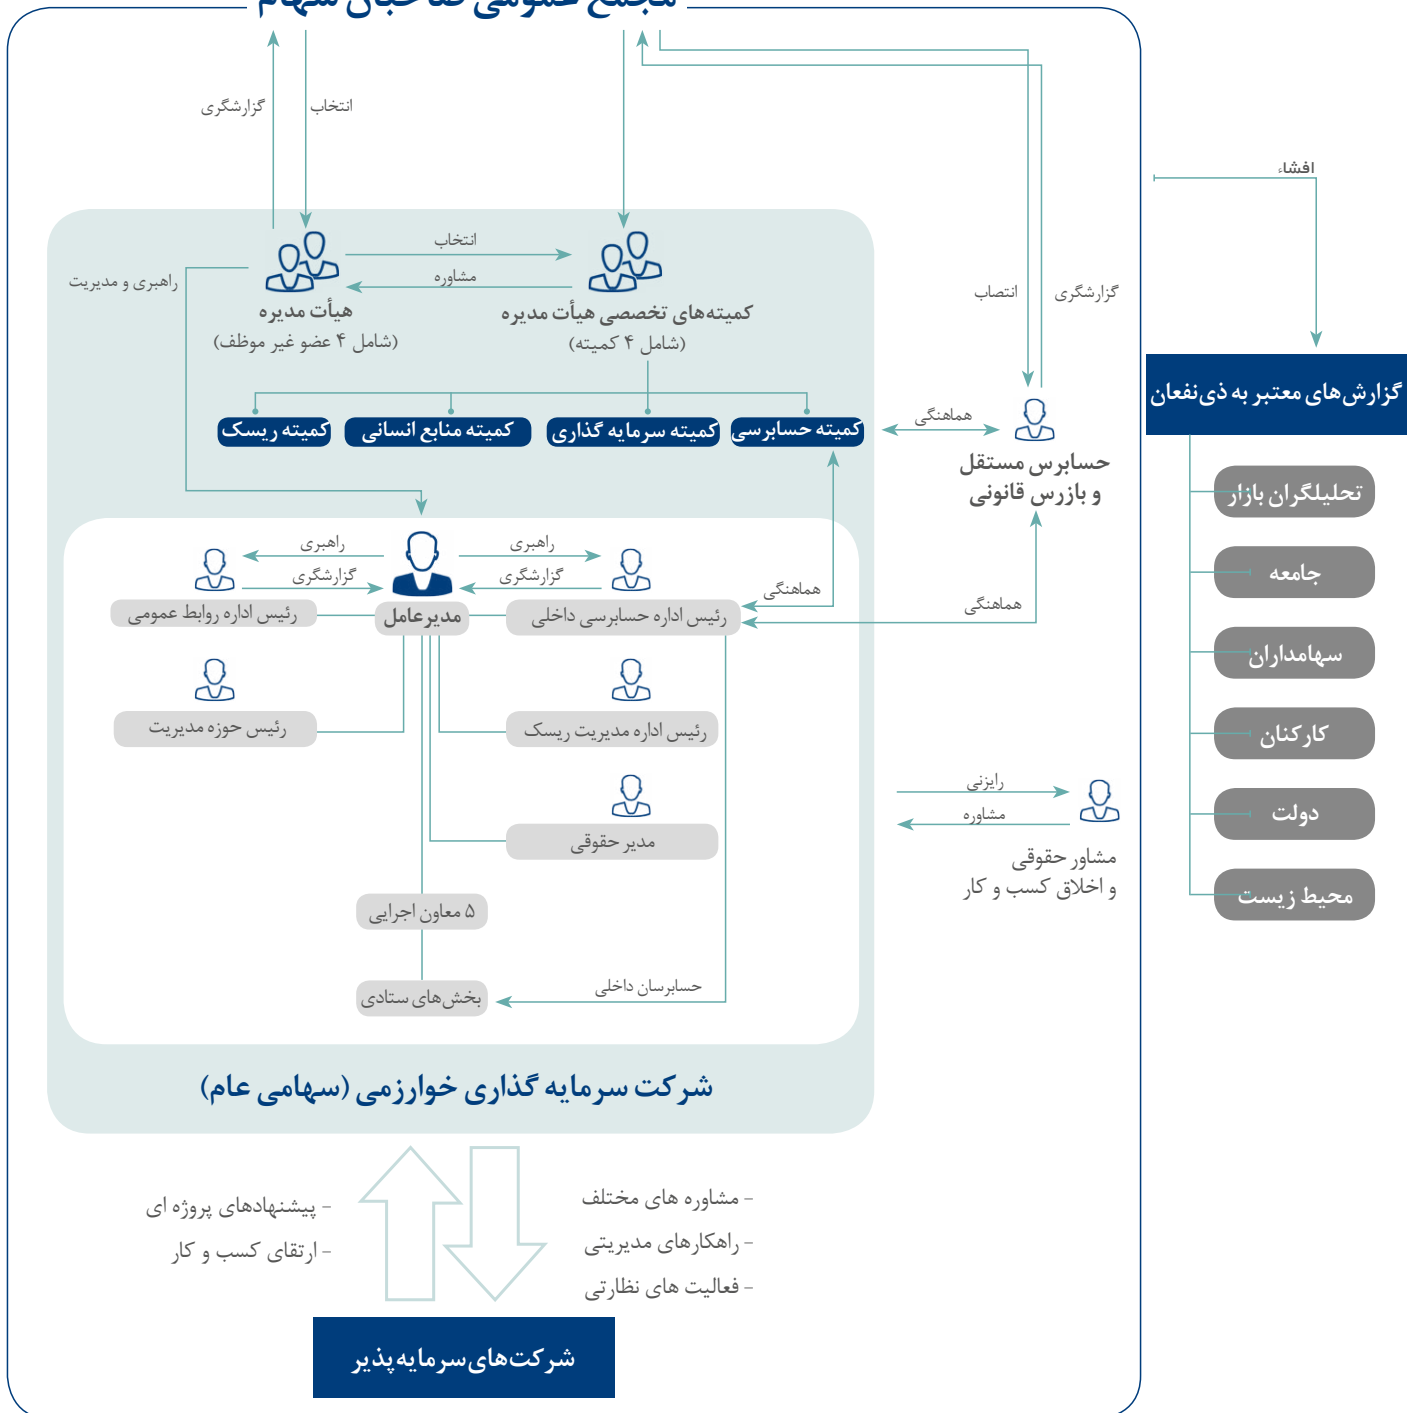 مجمع عمومی صاحبان سهام
گزارشگری
انتخاب
افشاء
انتخاب
مشاوره
راهبری و مدیریت
انتصاب
گزارشگری
کمیته‌های تخصصی هیأت مدیره
(شامل ۴ کمیته)
هیأت مدیره
(شامل ۴ عضو غیر موظف)
گزارش‌های معتبر به ذی‌نفعان
کمیته حسابرسی
کمیته سرمایه گذاری
کمیته منابع انسانی
کمیته ریسک
هماهنگی
حسابرس مستقل
و بازرس قانونی
تحلیلگران بازار
جامعه
سهامداران
کارکنان
دولت
محیط زیست
راهبری
گزارشگری
راهبری
گزارشگری
هماهنگی
هماهنگی
رئیس اداره حسابرسی داخلی
مدیرعامل
رئیس اداره روابط عمومی
رئیس اداره مدیریت ریسک
رئیس حوزه مدیریت
مدیر حقوقی
رایزنی
مشاوره
مشاور حقوقی
و اخلاق کسب و کار
۵ معاون اجرایی
حسابرسان داخلی
بخش‌های ستادی
شرکت سرمایه گذاری خوارزمی (سهامی عام)
- مشاوره های مختلف
- راهکارهای مدیریتی
- فعالیت های نظارتی
- پیشنهادهای پروژه ای
- ارتقای کسب و کار
شرکت‌های سرمایه‌پذیر